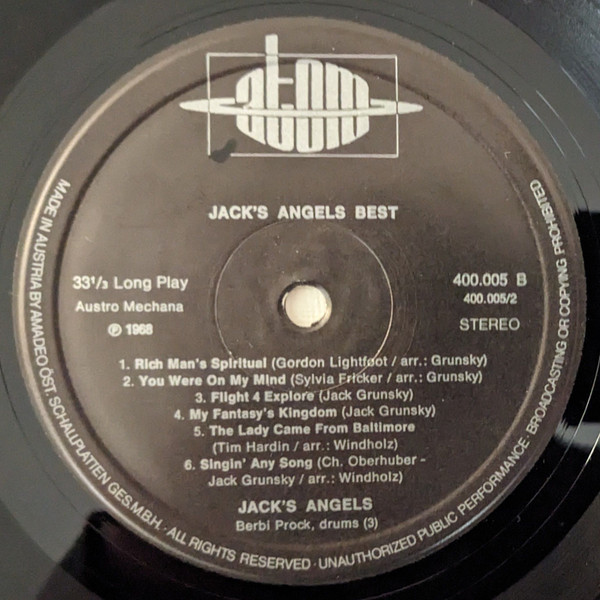 atom
JACK'S ANGELS BEST
33¹/₃ Long Play
Austro Mechana
℗ 1968
400.005 B
400.005/2
STEREO
1. Rich Man's Spiritual (Gordon Lightfoot / arr.: Grunsky)
2. You Were On My Mind (Sylvia Fricker / arr.: Grunsky)
3. Flight 4 Explore (Jack Grunsky)
4. My Fantasy's Kingdom (Jack Grunsky)
5. The Lady Came From Baltimore
(Tim Hardin / arr.: Windholz)
6. Singin' Any Song (Ch. Oberhuber -
Jack Grunsky / arr.: Windholz)
JACK'S ANGELS
Berbi Prock, drums (3)
MADE IN AUSTRIA BY AMADEO ÖST. SCHALLPLATTEN GES.M.B.H. · ALL RIGHTS RESERVED · UNAUTHORIZED PUBLIC PERFORMANCE · BROADCASTING OR COPYING PROHIBITED